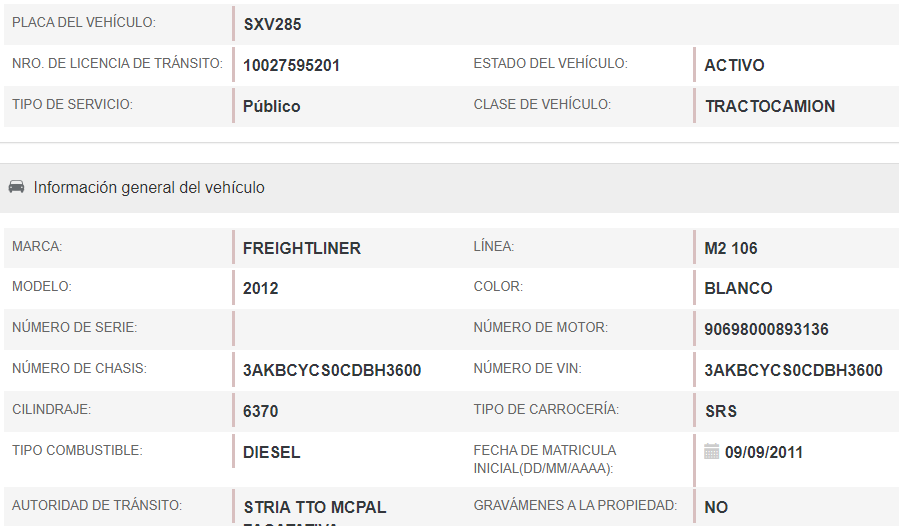 PLACA DEL VEHÍCULO: SXV285
NRO. DE LICENCIA DE TRÁNSITO: 10027595201 ESTADO DEL VEHÍCULO: ACTIVO
TIPO DE SERVICIO: Público CLASE DE VEHÍCULO: TRACTOCAMION
Información general del vehículo
MARCA: FREIGHTLINER LÍNEA: M2 106
MODELO: 2012 COLOR: BLANCO
NÚMERO DE SERIE: NÚMERO DE MOTOR: 90698000893136
NÚMERO DE CHASIS: 3AKBCYCS0CDBH3600 NÚMERO DE VIN: 3AKBCYCS0CDBH3600
CILINDRAJE: 6370 TIPO DE CARROCERÍA: SRS
TIPO COMBUSTIBLE: DIESEL FECHA DE MATRICULA
INICIAL(DD/MM/AAAA): 09/09/2011
AUTORIDAD DE TRÁNSITO: STRIA TTO MCPAL GRAVÁMENES A LA PROPIEDAD: NO